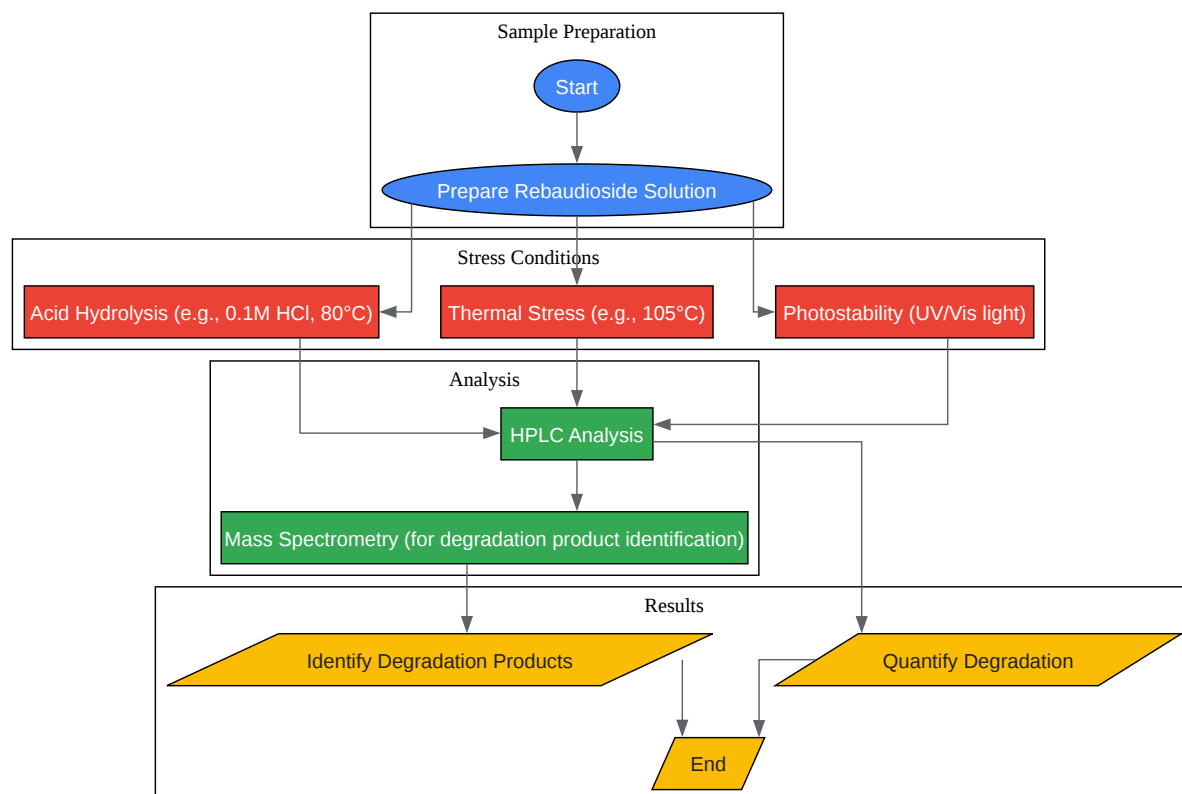 Sample Preparation
Start
Prepare Rebaudioside Solution
Stress Conditions
Acid Hydrolysis (e.g., 0.1M HCl, 80°C)
Thermal Stress (e.g., 105°C)
Photostability (UV/Vis light)
Analysis
HPLC Analysis
Mass Spectrometry (for degradation product identification)
Results
Identify Degradation Products
Quantify Degradation
End